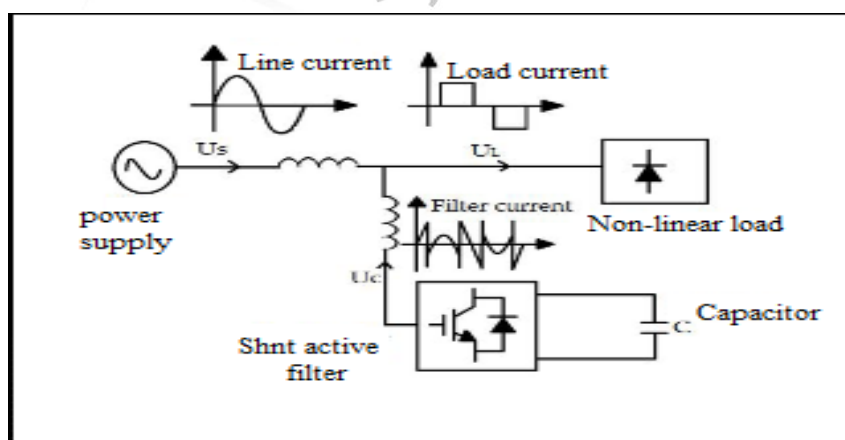 Line current
Load current
Us
UL
power
supply
Filter current
Non-linear load
Uc
Shnt active
filter
C
Capacitor